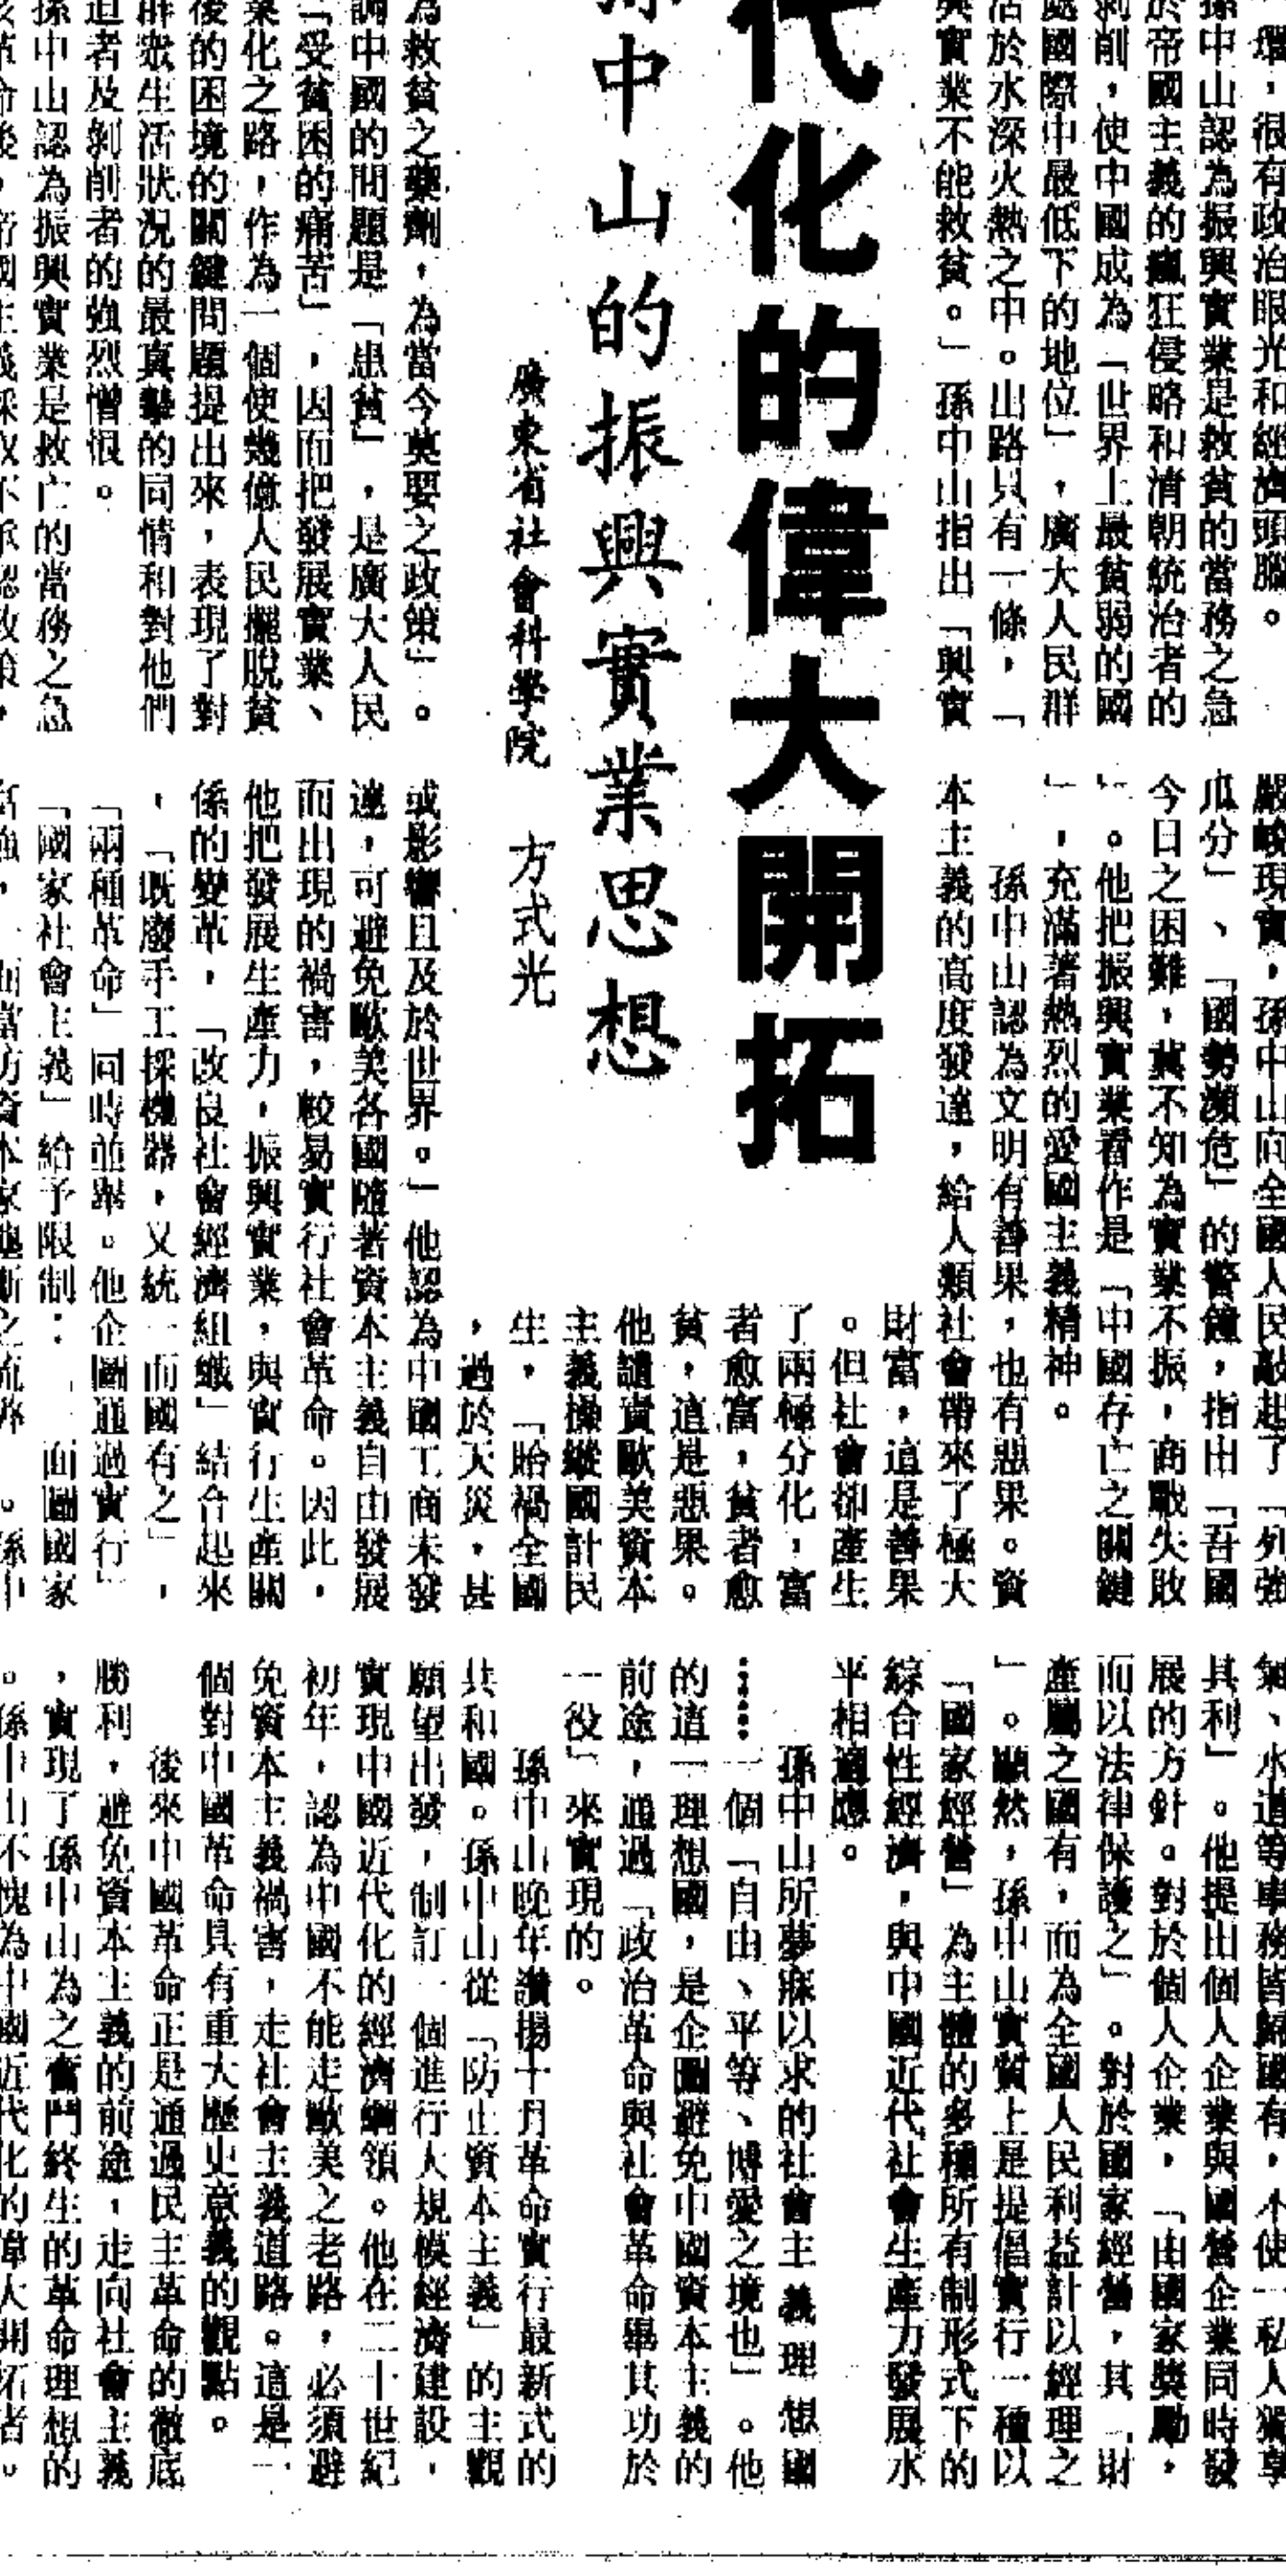 一環，很有政治眼光和經濟頭腦。
孫中山認為振興實業是救貧的當務之急
於帝國主義的瘋狂侵略和清朝統治者的
剝削，使中國成為「世界上最貧弱的國
處國際中最低下的地位」，廣大人民群
活於水深火熱之中。出路只有一條，「
興實業不能救貧。」孫中山指出「興實
代化的偉大開拓
中山的振興實業思想
廣東省社會科學院　方式光
為救貧之藥劑，為當今莫要之政策」。
調中國的問題是「患貧」，是廣大人民
「受貧困的痛苦」，因而把發展實業、
業化之路，作為一個使幾億人民擺脫貧
後的困境的關鍵問題提出來，表現了對
群眾生活狀況的最真摯的同情和對他們
迫者及剝削者的強烈憎恨。
孫中山認為振興實業是救亡的當務之急
革命後，帝國主義採取不承認政策，
嚴峻現實，孫中山向全國人民敲起了「列強
瓜分」、「國勢瀕危」的警鐘，指出「吾國
今日之困難，莫不知為實業不振，商戰失敗
」。他把振興實業看作是「中國存亡之關鍵
」，充滿著熱烈的愛國主義精神。
孫中山認為文明有善果，也有惡果。資
本主義的高度發達，給人類社會帶來了極大
財富，這是善果
。但社會卻產生
了兩極分化，富
者愈富，貧者愈
貧，這是惡果。
他譴責歐美資本
主義操縱國計民
生，「貽禍全國
，過於天災，甚
或影響且及於世界。」他認為中國工商未發
達，可避免歐美各國隨著資本主義自由發展
而出現的禍害，較易實行社會革命。因此，
他把發展生產力，振興實業，與實行生產關
係的變革，「改良社會經濟組織」結合起來
，「既廢手工採機器，又統一而國有之」，
「兩種革命」同時並舉。他企圖通過實行
「國家社會主義」給予限制：「一面圖國家
富強，一面當防資本家壟斷之流弊」。孫中
氣、水道等事務皆歸國有，不使一私人獨享
其利」。他提出個人企業與國營企業同時發
展的方針。對於個人企業，「由國家獎勵，
而以法律保護之」。對於國家經營，其「財
產屬之國有，而為全國人民利益計以經理之
」。顯然，孫中山實質上是提倡實行一種以
「國家經營」為主體的多種所有制形式下的
綜合性經濟，與中國近代社會生產力發展水
平相適應。
孫中山所夢寐以求的社會主義理想國
……一個「自由、平等、博愛之境也」。他
的這一理想國，是企圖避免中國資本主義的
前途，通過「政治革命與社會革命畢其功於
一役」來實現的。
孫中山晚年讚揚十月革命實行最新式的
共和國。孫中山從「防止資本主義」的主觀
願望出發，制訂一個進行大規模經濟建設，
實現中國近代化的經濟綱領。他在二十世紀
初年，認為中國不能走歐美之老路，必須避
免資本主義禍害，走社會主義道路。這是一
個對中國革命具有重大歷史意義的觀點。
後來中國革命正是通過民主革命的徹底
勝利，避免資本主義的前途，走向社會主義
，實現了孫中山為之奮鬥終生的革命理想的
。孫中山不愧為中國近代化的偉大開拓者。